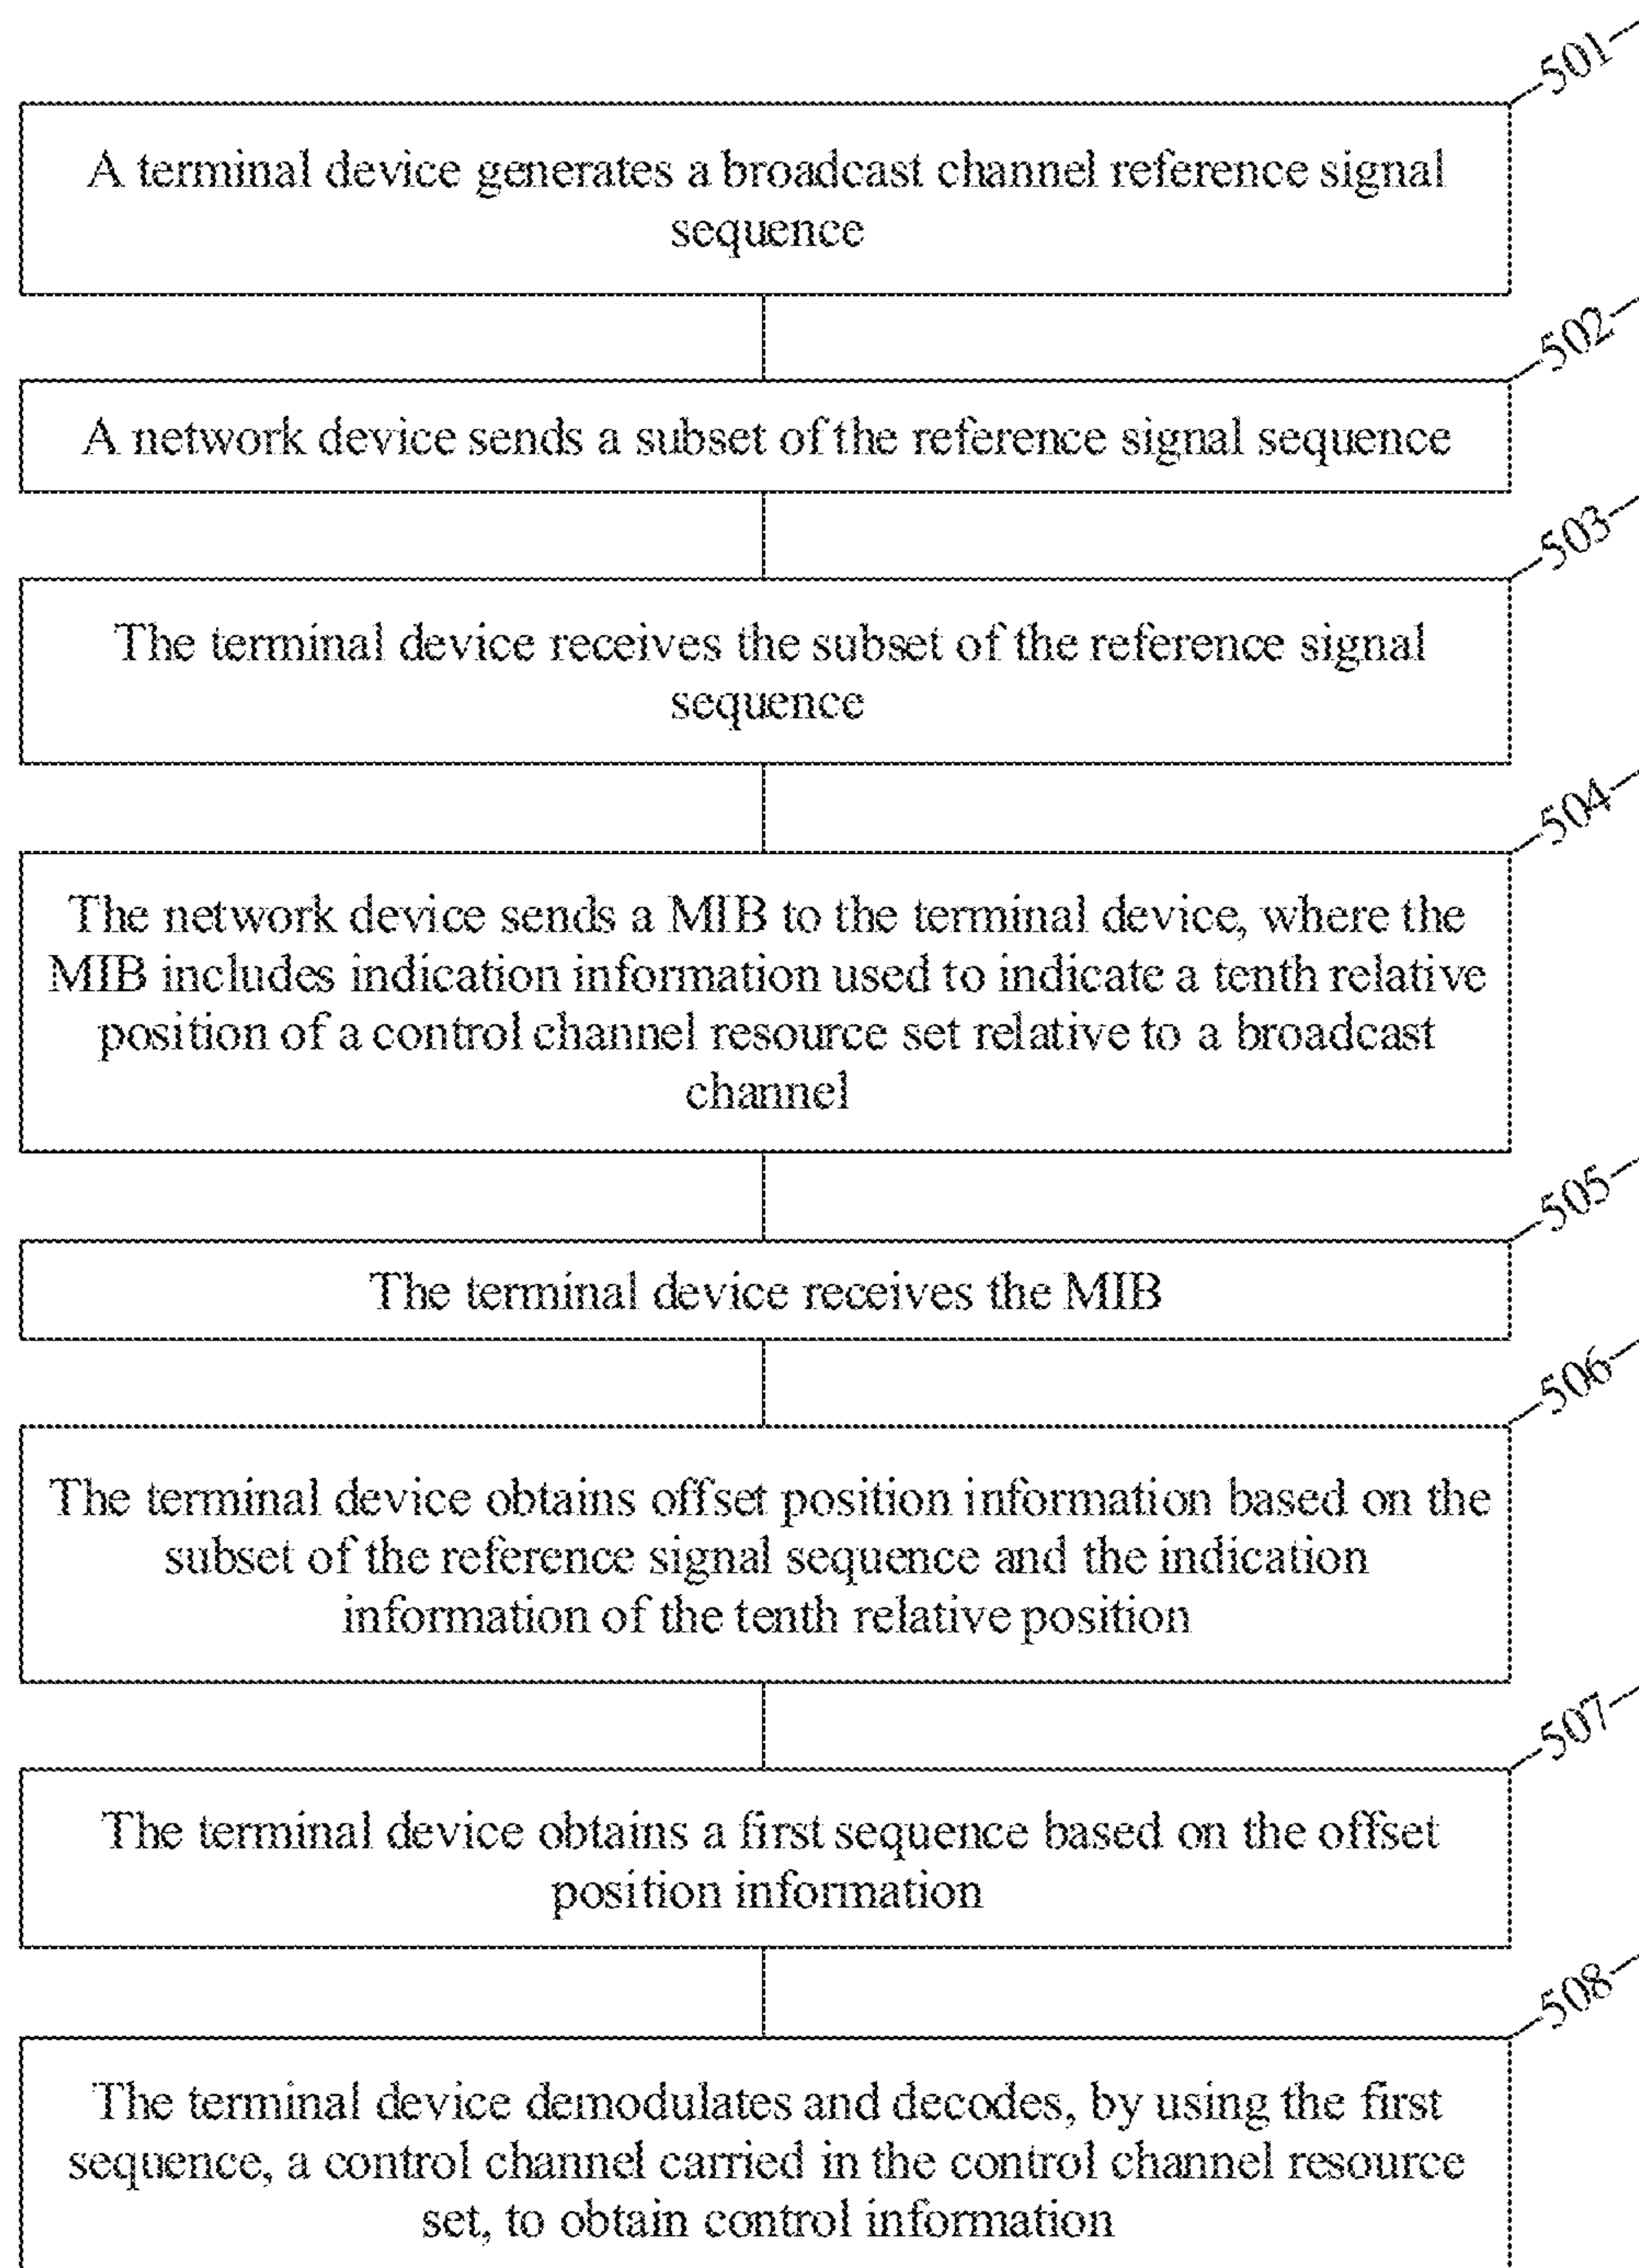 501
A terminal device generates a broadcast channel reference signal
sequence
502
A network device sends a subset of the reference signal sequence
503
The terminal device receives the subset of the reference signal
sequence
504
The network device sends a MIB to the terminal device, where the
MIB includes indication information used to indicate a tenth relative
position of a control channel resource set relative to a broadcast
channel
505
The terminal device receives the MIB
506
The terminal device obtains offset position information based on the
subset of the reference signal sequence and the indication
information of the tenth relative position
507
The terminal device obtains a first sequence based on the offset
position information
508
The terminal device demodulates and decodes, by using the first
sequence, a control channel carried in the control channel resource
set, to obtain control information